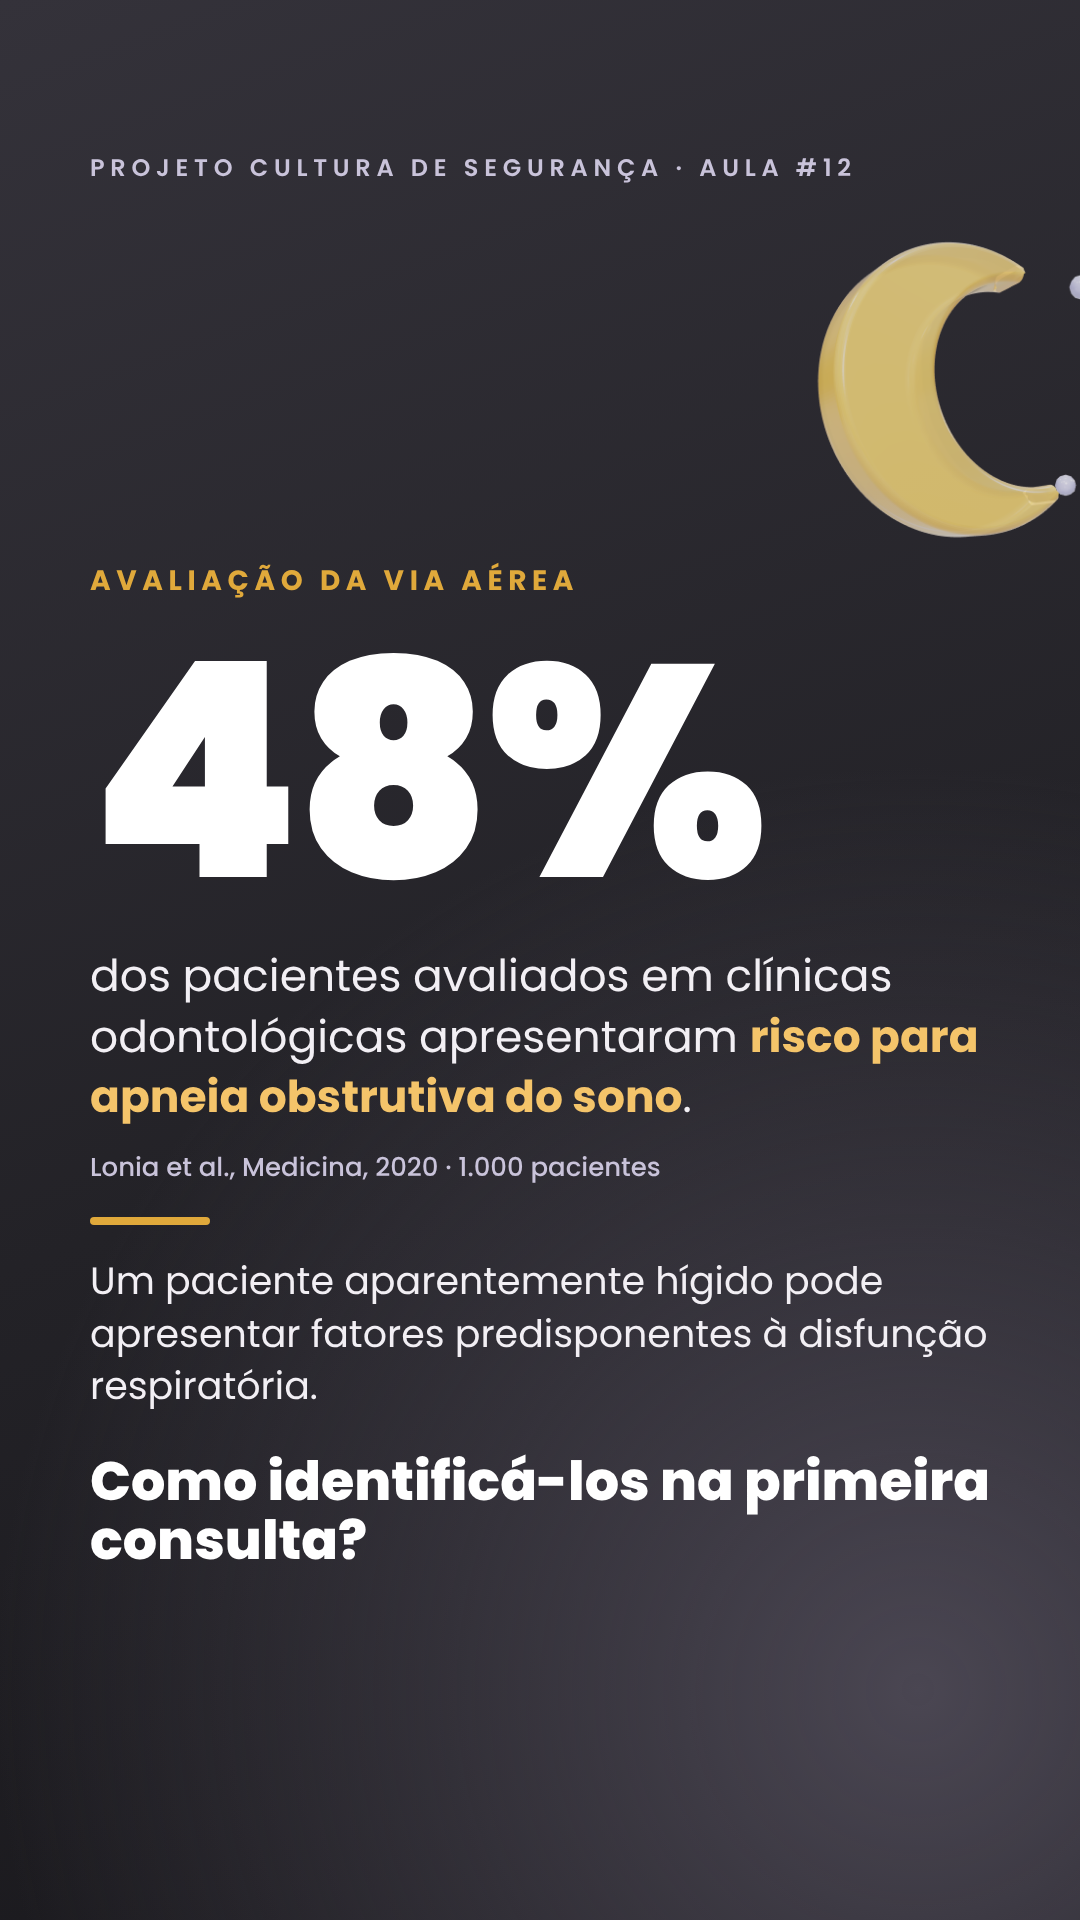 PROJETO CULTURA DE SEGURANÇA · AULA #12
AVALIAÇÃO DA VIA AÉREA
48%
dos pacientes avaliados em clínicas
odontológicas apresentaram risco para
apneia obstrutiva do sono.
Lonia et al., Medicina, 2020 · 1.000 pacientes
Um paciente aparentemente hígido pode
apresentar fatores predisponentes à disfunção
respiratória.
Como identificá-los na primeira
consulta?